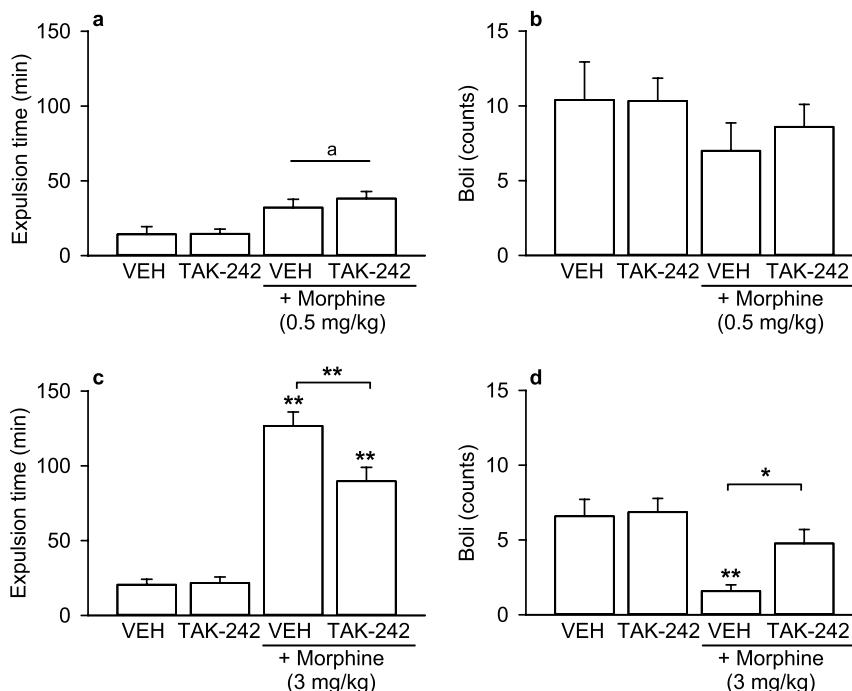 a
150
100
50
0
Expulsion time (min)
a
VEH TAK-242 VEH TAK-242
+ Morphine
(0.5 mg/kg)
b
15
10
5
0
Boli (counts)
VEH TAK-242 VEH TAK-242
+ Morphine
(0.5 mg/kg)
c
150
100
50
0
Expulsion time (min)
**
**
**
VEH TAK-242 VEH TAK-242
+ Morphine
(3 mg/kg)
d
15
10
5
0
Boli (counts)
*
**
VEH TAK-242 VEH TAK-242
+ Morphine
(3 mg/kg)